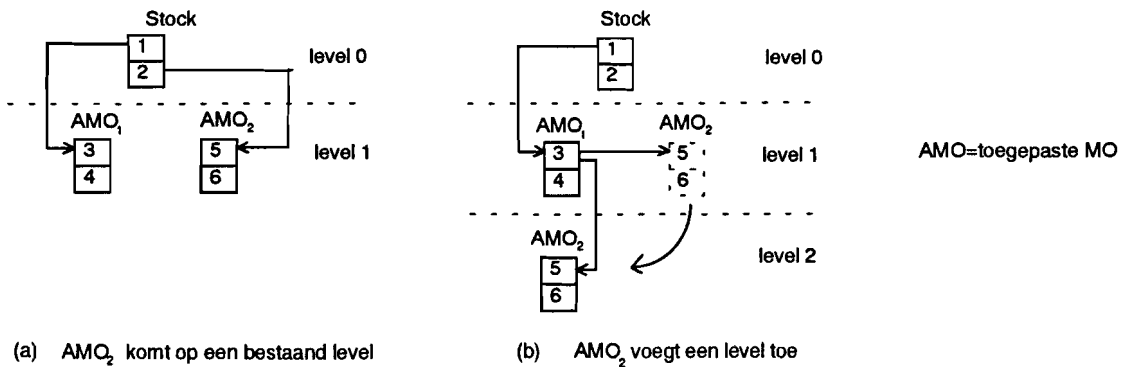 Stock
1
2
level 0
AMO₁
AMO₂
3
4
5
6
level 1
(a) AMO₂ komt op een bestaand level
Stock
1
2
level 0
AMO₁
AMO₂
3
4
5
6
level 1
AMO₂
5
6
level 2
(b) AMO₂ voegt een level toe
AMO=toegepaste MO